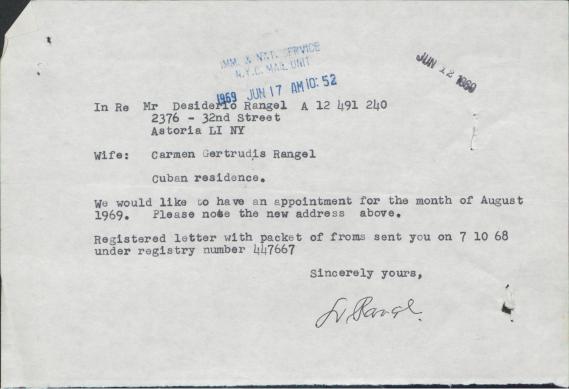 IMM. & NAT. SERVICE
N.Y.C. MAIL UNIT
1969 JUN 17 AM 10:52
JUN 12 1969
In Re Mr Desiderio Rangel A 12 491 240
2376 - 32nd Street
Astoria LI NY
Wife: Carmen Gertrudis Rangel
Cuban residence.
We would like to have an appointment for the month of August
1969. Please note the new address above.
Registered letter with packet of froms sent you on 7 10 68
under registry number 447667
Sincerely yours,
D. Rangel.